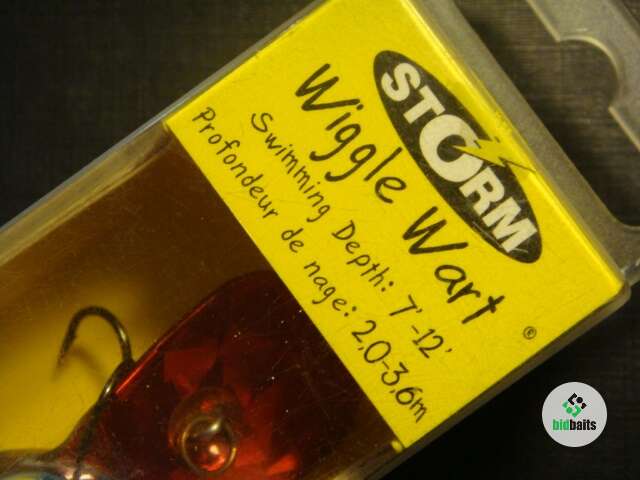 STORM
Wiggle Wart®
Swimming Depth: 7'-12'
Profondeur de nage: 2,0-3,6m
bidbaits